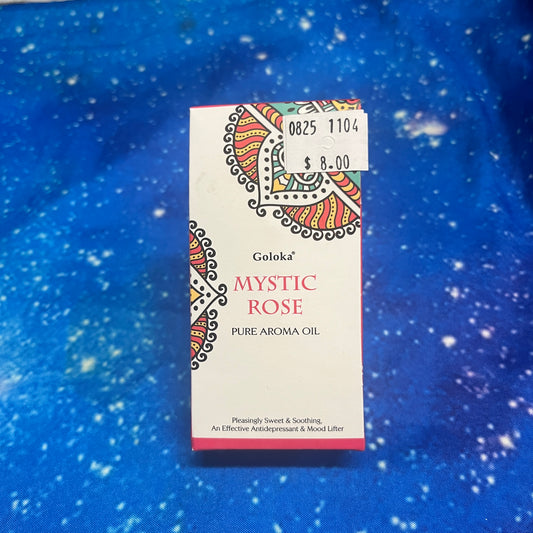 0825 1104
$ 8.00
Goloka®
MYSTIC
ROSE
PURE AROMA OIL
Pleasingly Sweet & Soothing,
An Effective Antidepressant & Mood Lifter